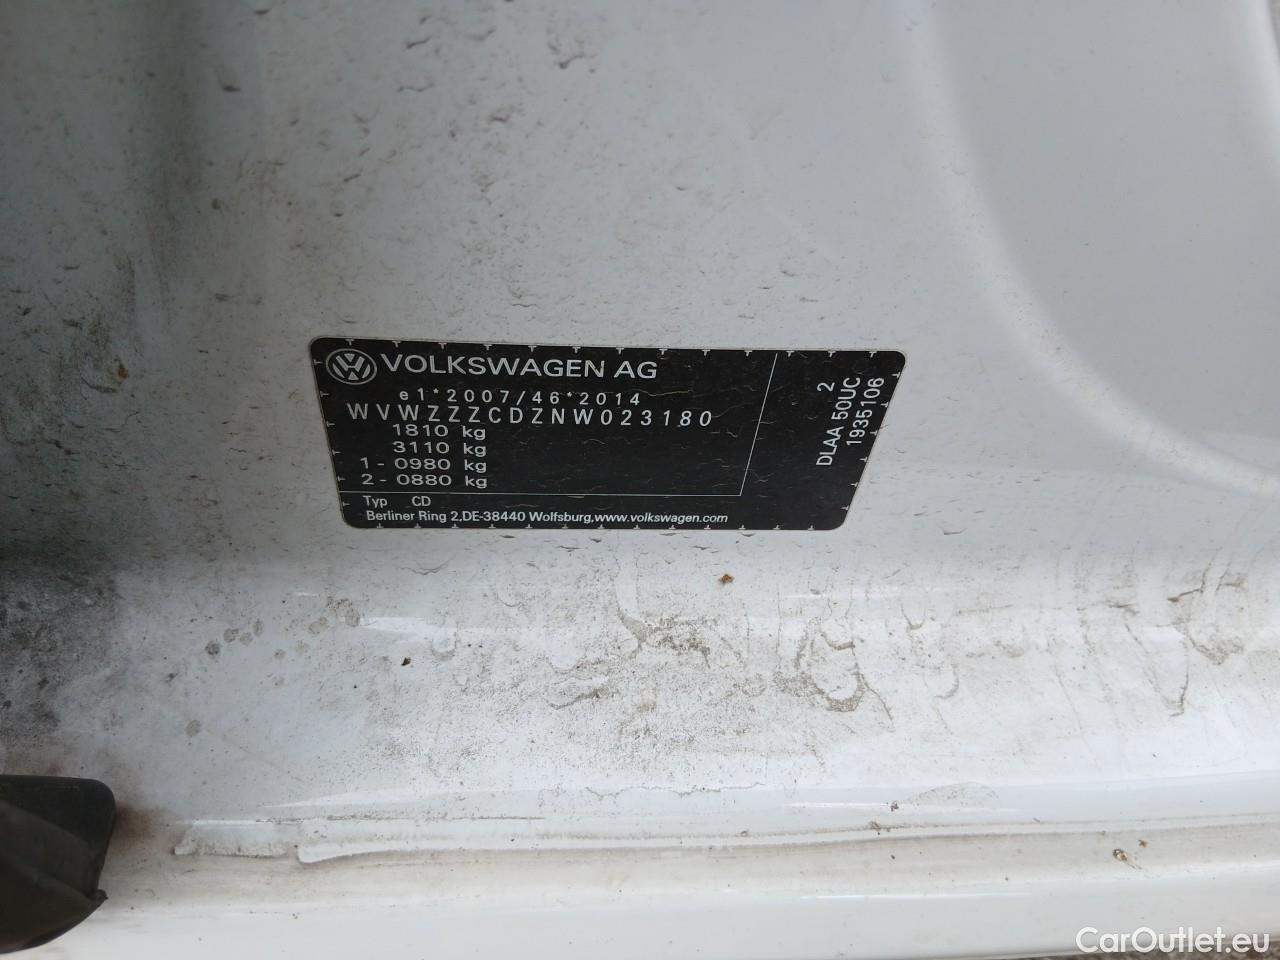 VOLKSWAGEN AG
e1*2007/46*2014
WVWZZZCDZNW023180
1810 kg
3110 kg
1 - 0980 kg
2 - 0880 kg
Typ CD
Berliner Ring 2,DE-38440 Wolfsburg,www.volkswagen.com
2
DLAA 50UC
1935106
CarOutlet.eu